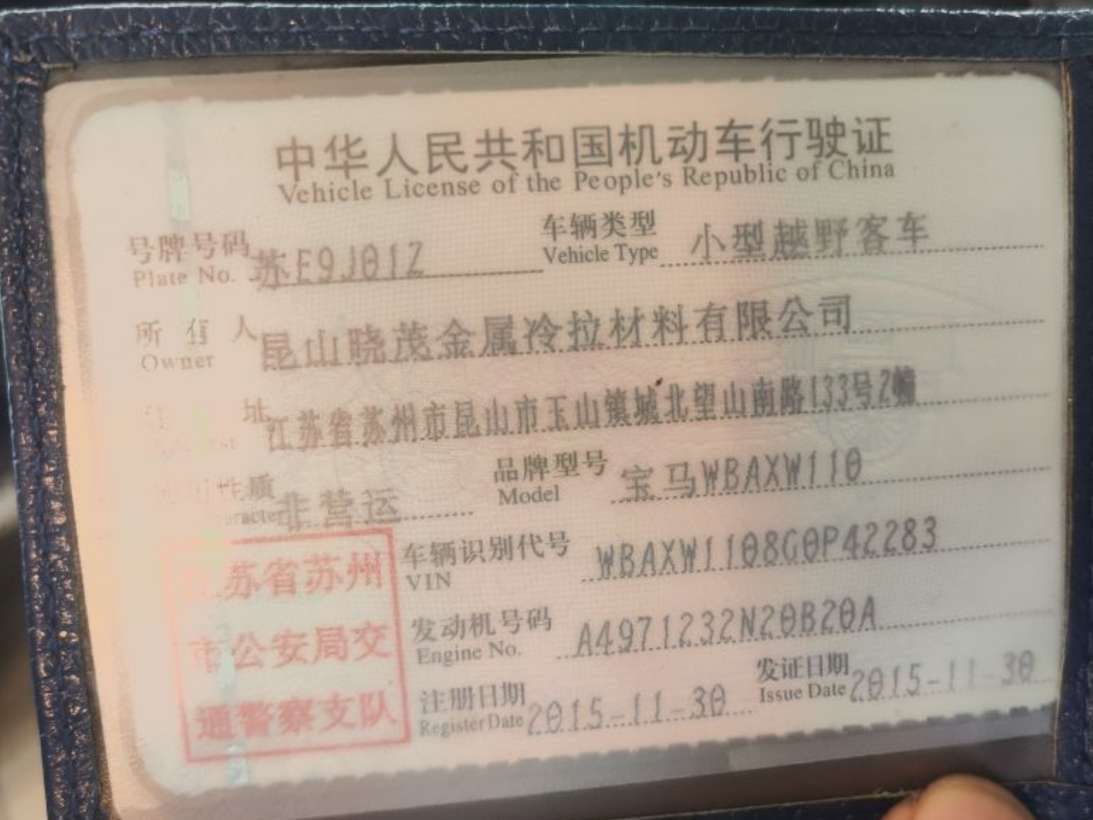 中华人民共和国机动车行驶证
Vehicle License of the People's Republic of China
号牌号码 苏E9J01Z 车辆类型 小型越野客车
Plate No. Vehicle Type
所有人 昆山晓茂金属冷拉材料有限公司
Owner
址 江苏省苏州市昆山市玉山镇城北望山南路133号2幢
性质 非营运 品牌型号 宝马WBAXW110
Model
车辆识别代号 WBAXW1108G0P42283
VIN
苏省苏州
市公安局交
通警察支队
发动机号码 A4971232N20B20A
Engine No.
注册日期 2015-11-30 发证日期 2015-11-30
Register Date Issue Date